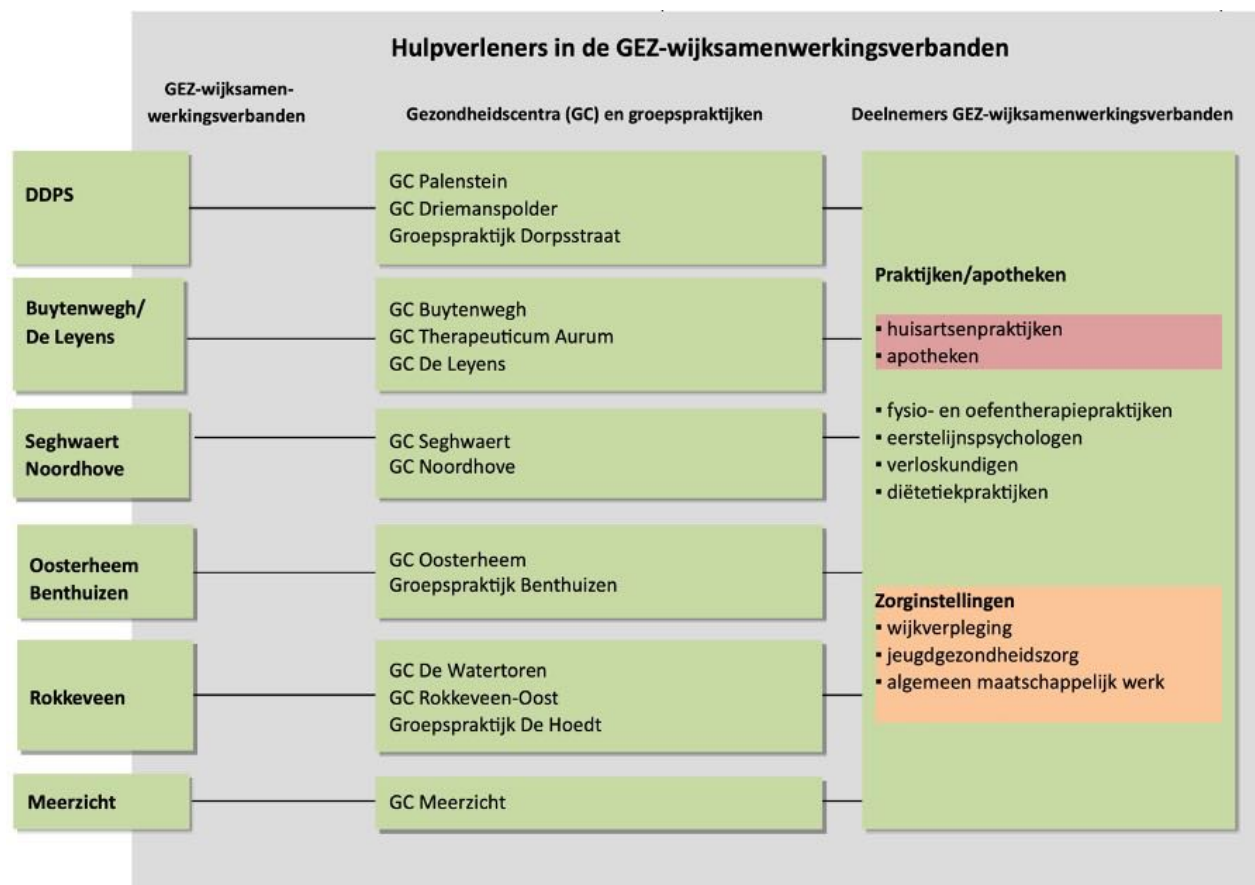 Hulpverleners in de GEZ-wijksamenwerkingsverbanden
GEZ-wijksamen-
werkingsverbanden
Gezondheidscentra (GC) en groepspraktijken
Deelnemers GEZ-wijksamenwerkingsverbanden
DDPS
GC Palenstein
GC Driemanspolder
Groepspraktijk Dorpsstraat
Buytenwegh/
De Leyens
GC Buytenwegh
GC Therapeuticum Aurum
GC De Leyens
Seghwaert
Noordhove
GC Seghwaert
GC Noordhove
Oosterheem
Benthuizen
GC Oosterheem
Groepspraktijk Benthuizen
Rokkeveen
GC De Watertoren
GC Rokkeveen-Oost
Groepspraktijk De Hoedt
Meerzicht
GC Meerzicht
Praktijken/apotheken
▪ huisartsenpraktijken
▪ apotheken
▪ fysio- en oefentherapiepraktijken
▪ eerstelijnspsychologen
▪ verloskundigen
▪ diëtetiekpraktijken
Zorginstellingen
▪ wijkverpleging
▪ jeugdgezondheidszorg
▪ algemeen maatschappelijk werk